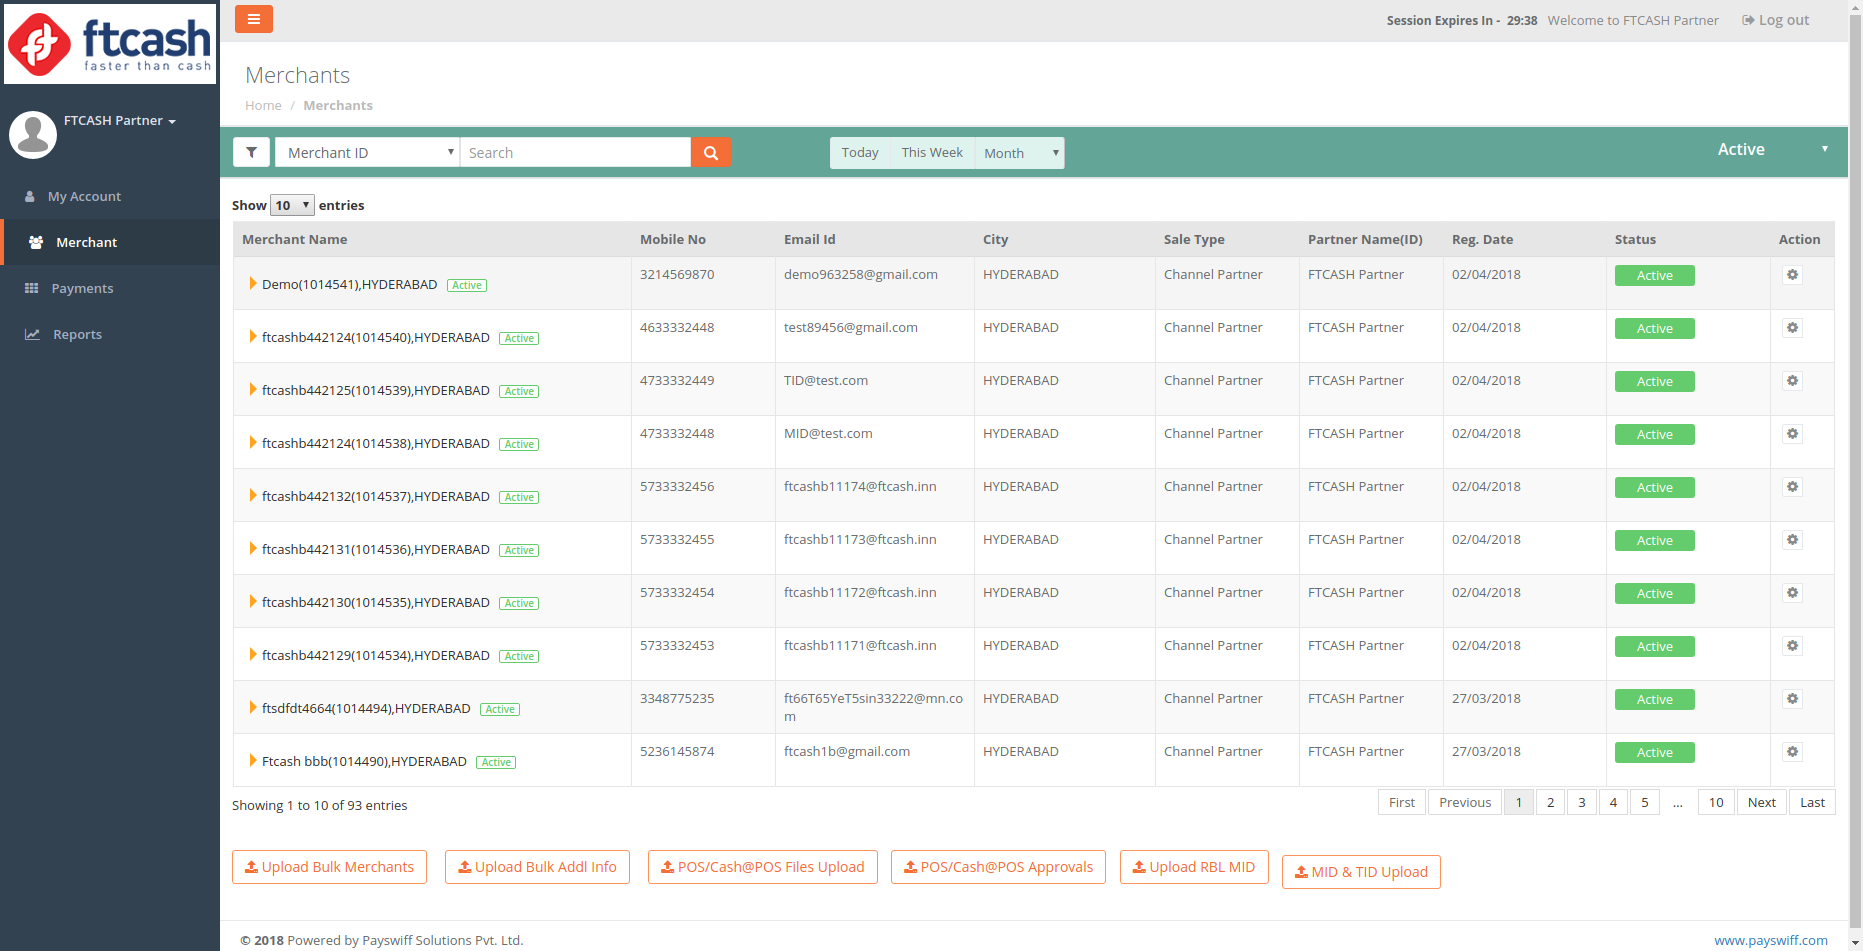 ftcash
faster than cash
Session Expires In - 29:38 Welcome to FTCASH Partner Log out
FTCASH Partner
My Account
Merchant
Payments
Reports
Merchants
Home / Merchants
Merchant ID Search Today This Week Month Active
Show 10 entries
Merchant Name Mobile No Email Id City Sale Type Partner Name(ID) Reg. Date Status Action
Demo(1014541),HYDERABAD Active 3214569870 demo963258@gmail.com HYDERABAD Channel Partner FTCASH Partner 02/04/2018 Active
ftcashb442124(1014540),HYDERABAD Active 4633332448 test89456@gmail.com HYDERABAD Channel Partner FTCASH Partner 02/04/2018 Active
ftcashb442125(1014539),HYDERABAD Active 4733332449 TID@test.com HYDERABAD Channel Partner FTCASH Partner 02/04/2018 Active
ftcashb442124(1014538),HYDERABAD Active 4733332448 MID@test.com HYDERABAD Channel Partner FTCASH Partner 02/04/2018 Active
ftcashb442132(1014537),HYDERABAD Active 5733332456 ftcashb11174@ftcash.inn HYDERABAD Channel Partner FTCASH Partner 02/04/2018 Active
ftcashb442131(1014536),HYDERABAD Active 5733332455 ftcashb11173@ftcash.inn HYDERABAD Channel Partner FTCASH Partner 02/04/2018 Active
ftcashb442130(1014535),HYDERABAD Active 5733332454 ftcashb11172@ftcash.inn HYDERABAD Channel Partner FTCASH Partner 02/04/2018 Active
ftcashb442129(1014534),HYDERABAD Active 5733332453 ftcashb11171@ftcash.inn HYDERABAD Channel Partner FTCASH Partner 02/04/2018 Active
ftsdfdt4664(1014494),HYDERABAD Active 3348775235 ft66T65YeT5sin33222@mn.co HYDERABAD Channel Partner FTCASH Partner 27/03/2018 Active
m
Ftcash bbb(1014490),HYDERABAD Active 5236145874 ftcash1b@gmail.com HYDERABAD Channel Partner FTCASH Partner 27/03/2018 Active
Showing 1 to 10 of 93 entries First Previous 1 2 3 4 5 ... 10 Next Last
Upload Bulk Merchants Upload Bulk Addl Info POS/Cash@POS Files Upload POS/Cash@POS Approvals Upload RBL MID MID & TID Upload
© 2018 Powered by Payswiff Solutions Pvt. Ltd. www.payswiff.com